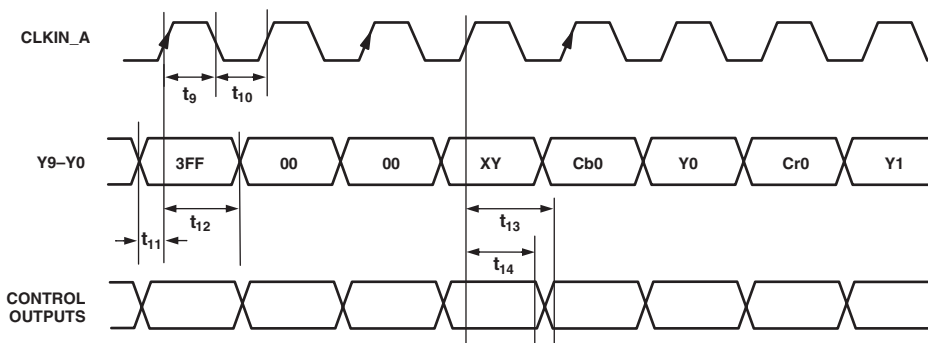 CLKIN_A
t9
t10
Y9–Y0
3FF
00
00
XY
Cb0
Y0
Cr0
Y1
t12
t13
t11
t14
CONTROL
OUTPUTS